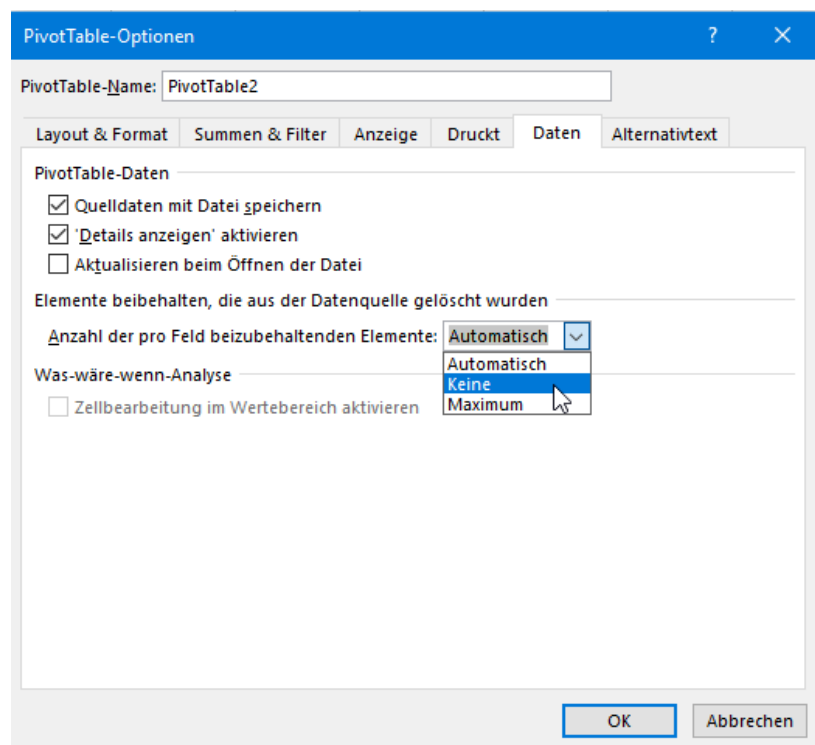 PivotTable-Optionen ?
PivotTable-Name: PivotTable2
Layout & Format Summen & Filter Anzeige Druckt Daten Alternativtext
PivotTable-Daten
Quelldaten mit Datei speichern
'Details anzeigen' aktivieren
Aktualisieren beim Öffnen der Datei
Elemente beibehalten, die aus der Datenquelle gelöscht wurden
Anzahl der pro Feld beizubehaltenden Elemente: Automatisch
Automatisch
Keine
Maximum
Was-wäre-wenn-Analyse
Zellbearbeitung im Wertebereich aktivieren
OK Abbrechen